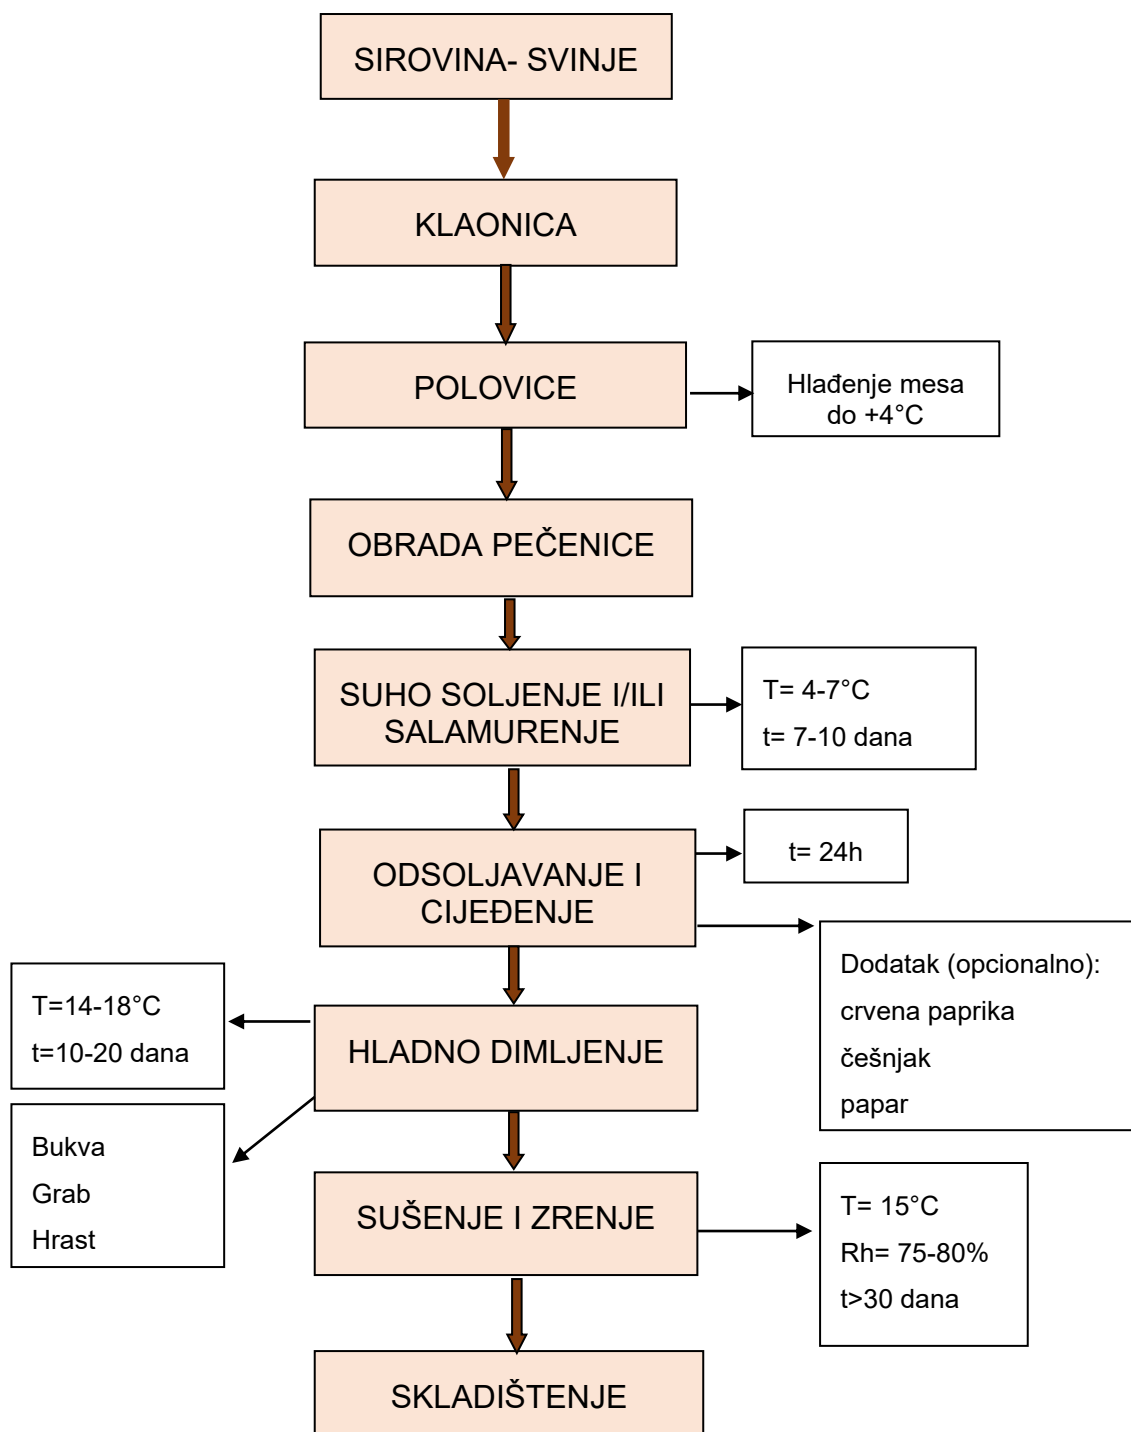 SIROVINA- SVINJE
KLAONICA
POLOVICE
Hlađenje mesa
do +4°C
OBRADA PEČENICE
SUHO SOLJENJE I/ILI
SALAMURENJE
T= 4-7°C
t= 7-10 dana
ODSOLJAVANJE I
CIJEĐENJE
t= 24h
Dodatak (opcionalno):
crvena paprika
češnjak
papar
HLADNO DIMLJENJE
T=14-18°C
t=10-20 dana
Bukva
Grab
Hrast
SUŠENJE I ZRENJE
T= 15°C
Rh= 75-80%
t>30 dana
SKLADIŠTENJE